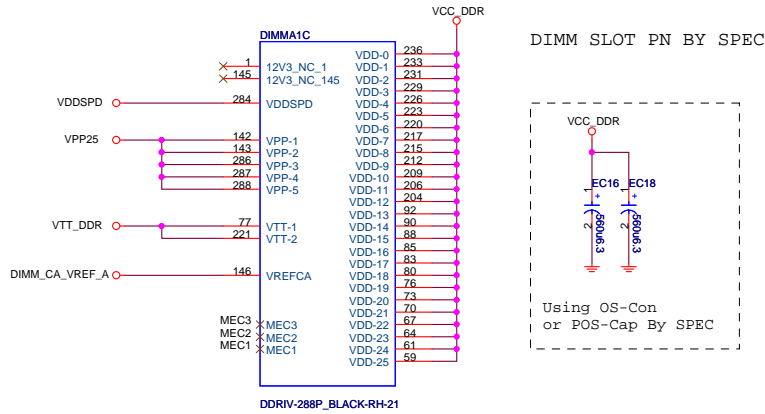 VCC_DDR
DIMMA1C
DIMM SLOT PN BY SPEC
1 12V3_NC_1
145 12V3_NC_145
VDDSPD 284 VDDSPD
VPP25 142 VPP-1
143 VPP-2
286 VPP-3
287 VPP-4
288 VPP-5
VTT_DDR 77 VTT-1
221 VTT-2
DIMM_CA_VREF_A 146 VREFCA
MEC3 MEC3
MEC2 MEC2
MEC1 MEC1
VDD-0 236
VDD-1 233
VDD-2 231
VDD-3 229
VDD-4 226
VDD-5 223
VDD-6 220
VDD-7 217
VDD-8 215
VDD-9 212
VDD-10 209
VDD-11 206
VDD-12 204
VDD-13 92
VDD-14 90
VDD-15 88
VDD-16 85
VDD-17 83
VDD-18 80
VDD-19 76
VDD-20 73
VDD-21 70
VDD-22 67
VDD-23 64
VDD-24 61
VDD-25 59
DDRIV-288P_BLACK-RH-21
VCC_DDR
EC16 EC18
1 + 1 +
2 2
560u6.3 560u6.3
Using OS-Con
or POS-Cap By SPEC